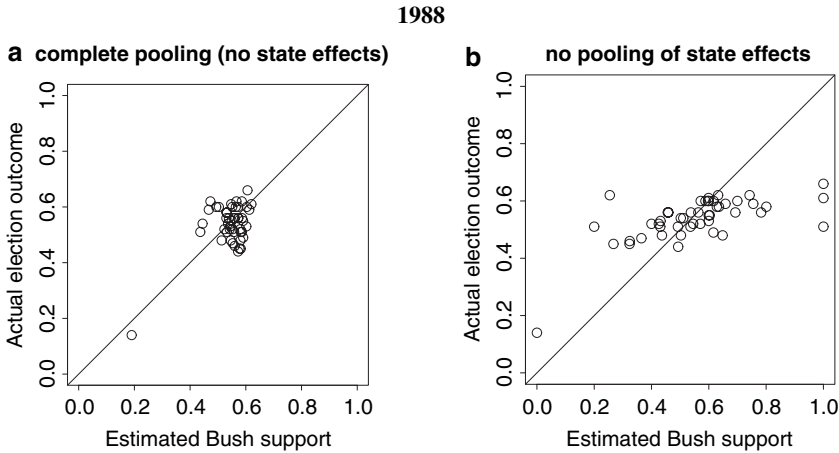 1988
a complete pooling (no state effects)
Actual election outcome
1.0
0.8
0.6
0.4
0.2
0.0
0.0 0.2 0.4 0.6 0.8 1.0
Estimated Bush support
b no pooling of state effects
Actual election outcome
1.0
0.8
0.6
0.4
0.2
0.0
0.0 0.2 0.4 0.6 0.8 1.0
Estimated Bush support